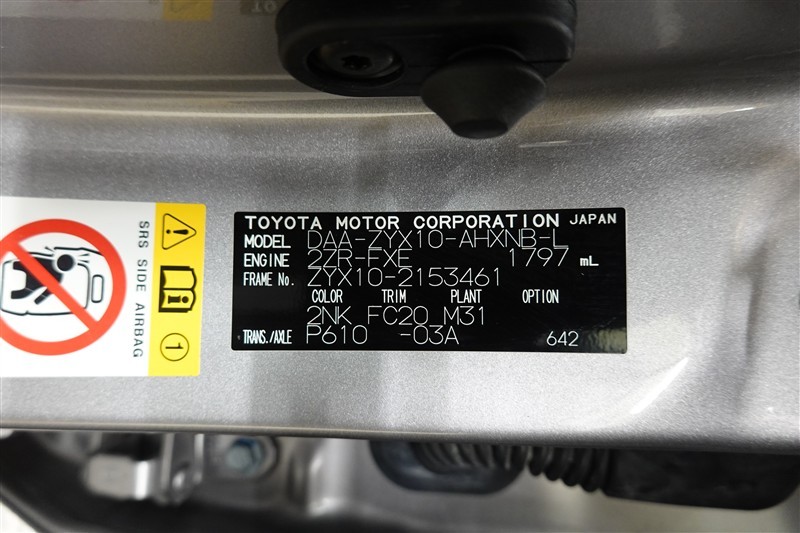 TOYOTA MOTOR CORPORATION JAPAN
MODEL DAA-ZYX10-AHXNB-L
ENGINE 2ZR-FXE 1797 mL
FRAME No. ZYX10-2153461
COLOR TRIM PLANT OPTION
2NK FC20 M31
TRANS./AXLE P610 -03A 642
SRS SIDE AIRBAG
1